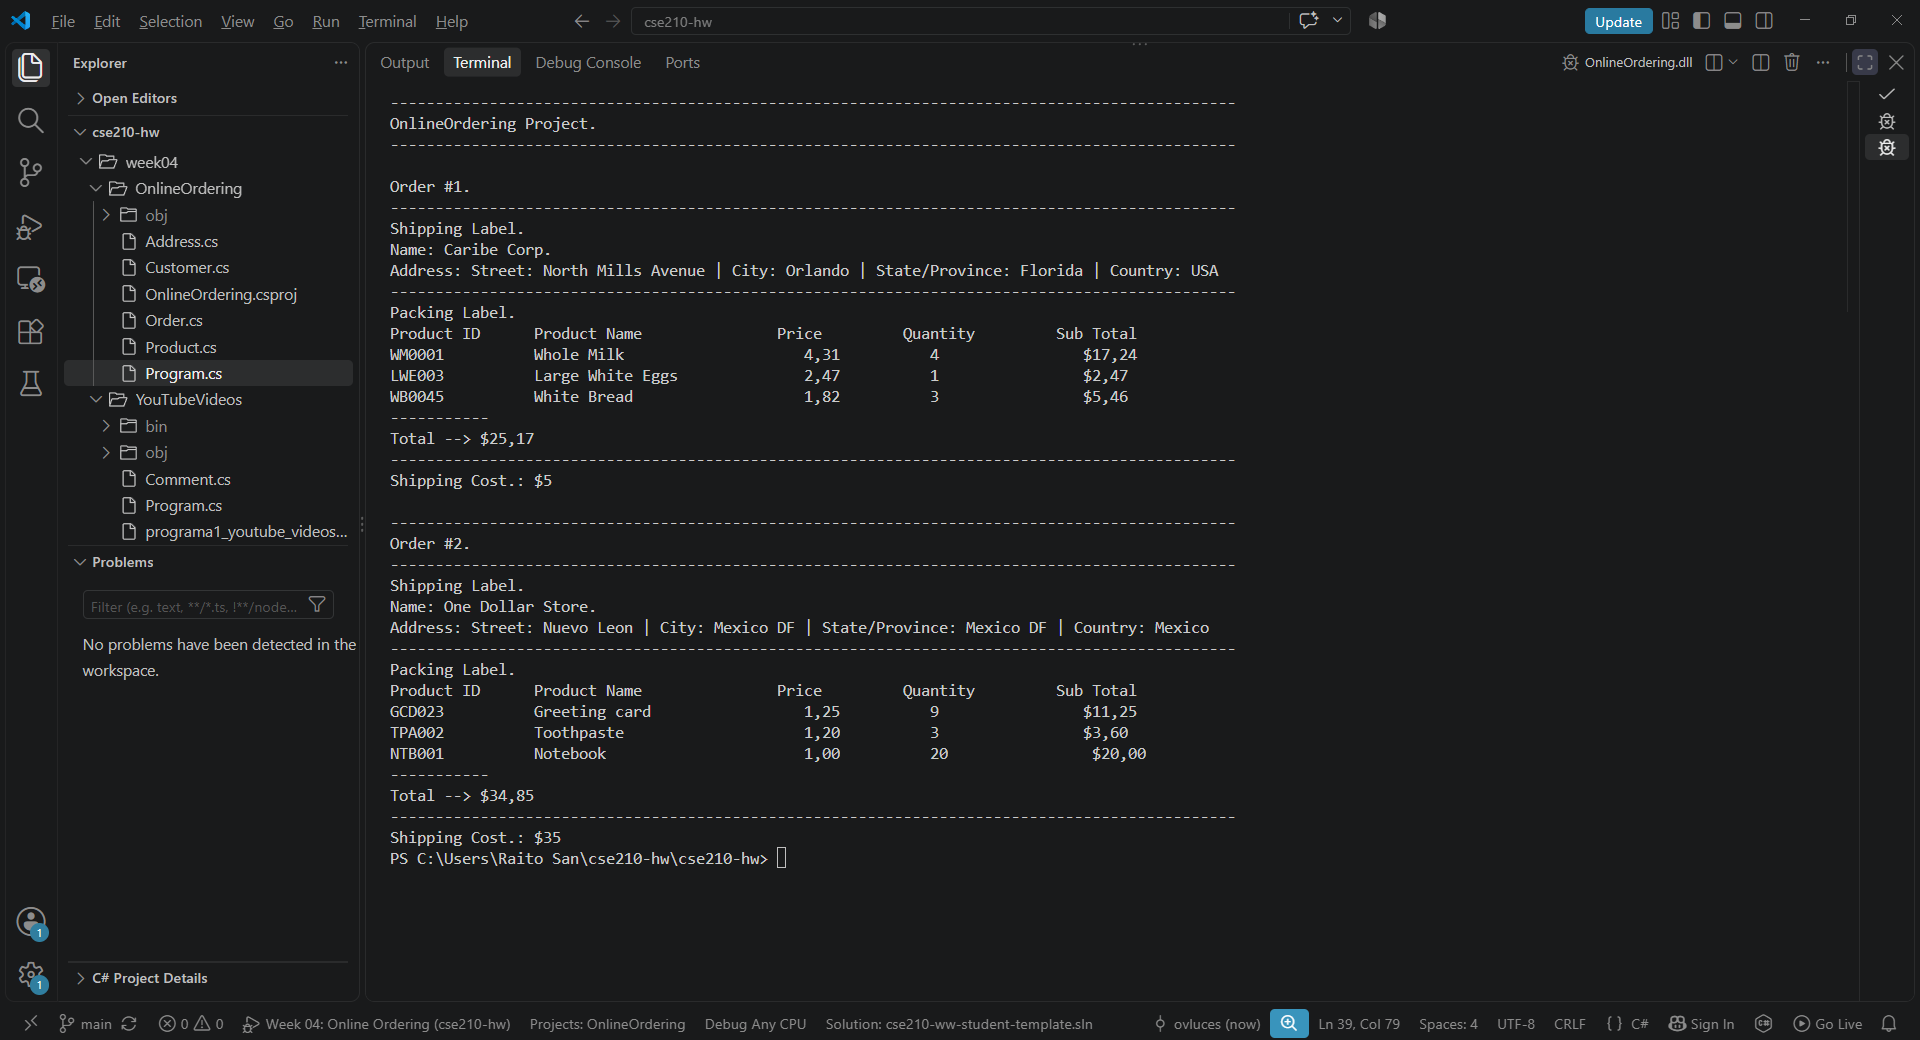 File Edit Selection View Go Run Terminal Help
cse210-hw
Update
Explorer
Open Editors
cse210-hw
week04
OnlineOrdering
obj
Address.cs
Customer.cs
OnlineOrdering.csproj
Order.cs
Product.cs
Program.cs
YouTubeVideos
bin
obj
Comment.cs
Program.cs
programa1_youtube_videos...
Problems
Filter (e.g. text, **/*.ts, !**/node...
No problems have been detected in the
workspace.
C# Project Details
1
1
Output Terminal Debug Console Ports
OnlineOrdering.dll
----------------------------------------------------------------------------------------------
OnlineOrdering Project.
----------------------------------------------------------------------------------------------
Order #1.
----------------------------------------------------------------------------------------------
Shipping Label.
Name: Caribe Corp.
Address: Street: North Mills Avenue | City: Orlando | State/Province: Florida | Country: USA
----------------------------------------------------------------------------------------------
Packing Label.
Product ID Product Name Price Quantity Sub Total
WM0001 Whole Milk 4,31 4 $17,24
LWE003 Large White Eggs 2,47 1 $2,47
WB0045 White Bread 1,82 3 $5,46
-----------
Total --> $25,17
----------------------------------------------------------------------------------------------
Shipping Cost.: $5
----------------------------------------------------------------------------------------------
Order #2.
----------------------------------------------------------------------------------------------
Shipping Label.
Name: One Dollar Store.
Address: Street: Nuevo Leon | City: Mexico DF | State/Province: Mexico DF | Country: Mexico
----------------------------------------------------------------------------------------------
Packing Label.
Product ID Product Name Price Quantity Sub Total
GCD023 Greeting card 1,25 9 $11,25
TPA002 Toothpaste 1,20 3 $3,60
NTB001 Notebook 1,00 20 $20,00
-----------
Total --> $34,85
----------------------------------------------------------------------------------------------
Shipping Cost.: $35
PS C:\Users\Raito San\cse210-hw\cse210-hw>
main 0 0 Week 04: Online Ordering (cse210-hw) Projects: OnlineOrdering Debug Any CPU Solution: cse210-ww-student-template.sln ovluces (now) Ln 39, Col 79 Spaces: 4 UTF-8 CRLF { } C# Sign In Go Live